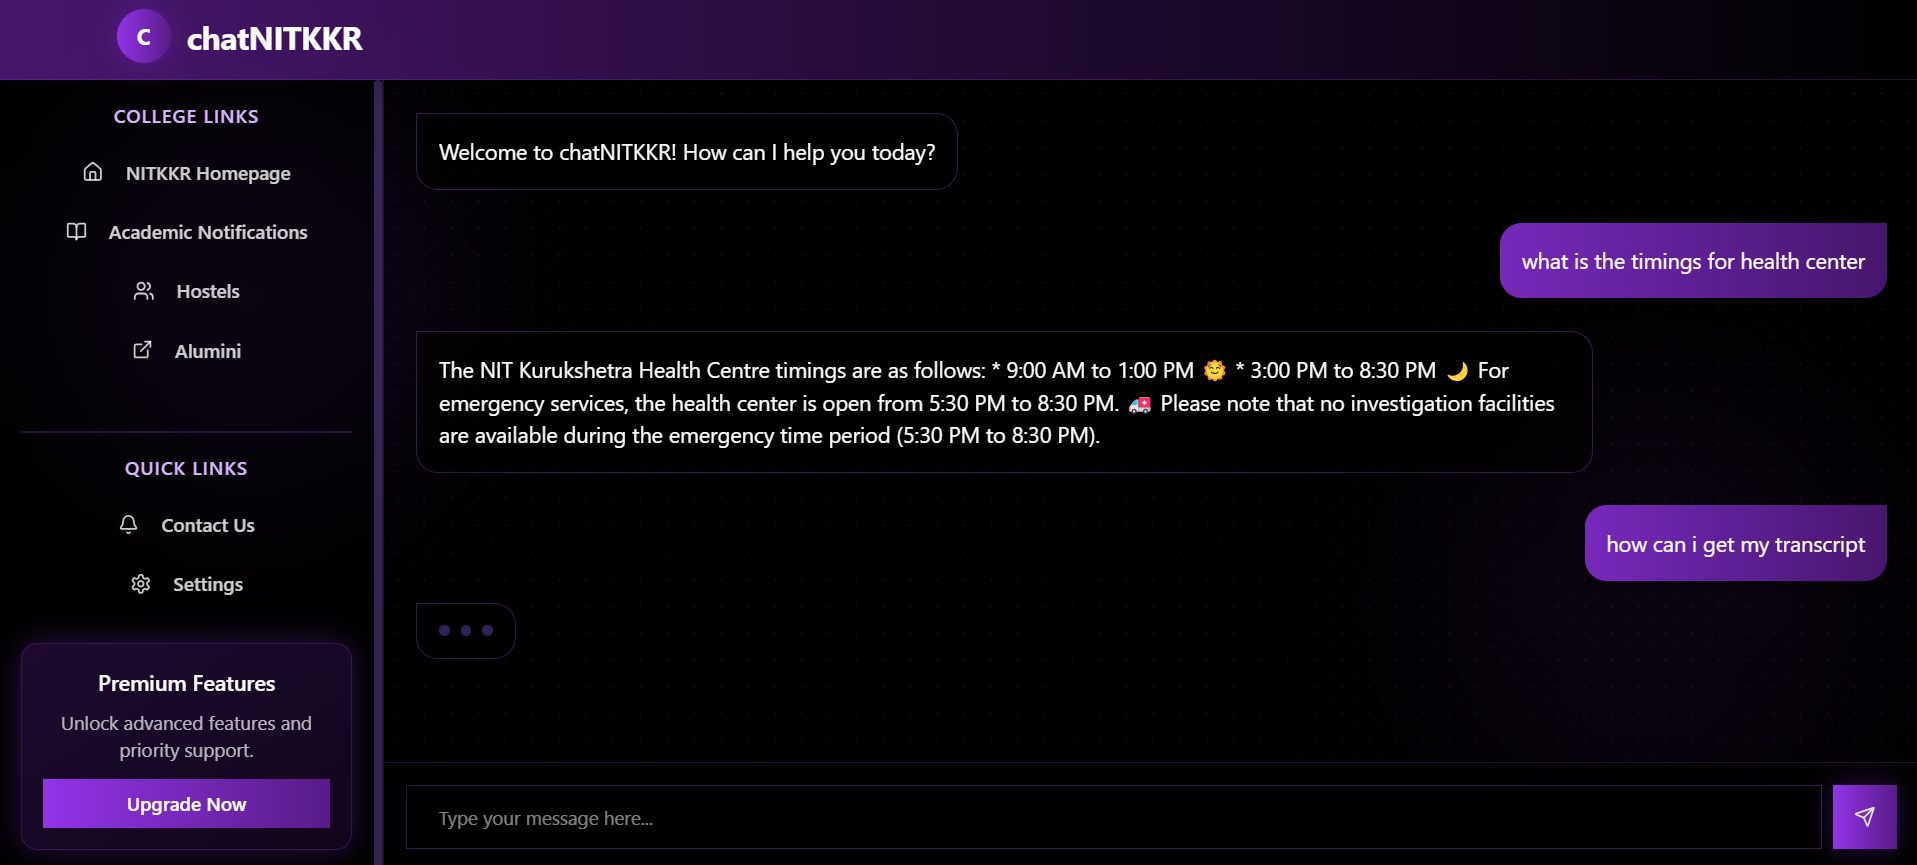 C
chatNITKKR
COLLEGE LINKS
NITKKR Homepage
Academic Notifications
Hostels
Alumini
QUICK LINKS
Contact Us
Settings
Premium Features
Unlock advanced features and
priority support.
Upgrade Now
Welcome to chatNITKKR! How can I help you today?
what is the timings for health center
The NIT Kurukshetra Health Centre timings are as follows: * 9:00 AM to 1:00 PM 🌞 * 3:00 PM to 8:30 PM 🌙 For
emergency services, the health center is open from 5:30 PM to 8:30 PM. 🚑 Please note that no investigation facilities
are available during the emergency time period (5:30 PM to 8:30 PM).
how can i get my transcript
Type your message here...